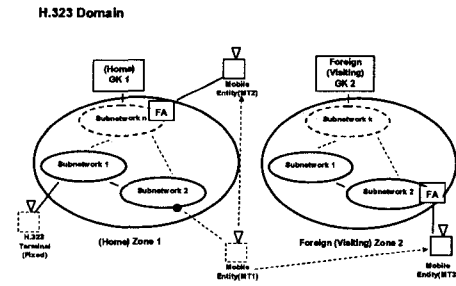 H.323 Domain
(Home)
GK 1
Mobile
Entity(MT2)
Foreign
(Visiting)
GK 2
Subnetwork n
FA
Subnetwork k
Subnetwork 1
Subnetwork 2
Subnetwork 1
Subnetwork 2
FA
H.323
Terminal
(Fixed)
(Home) Zone 1
Mobile
Entity(MT1)
Foreign (Visiting) Zone 2
Mobile
Entity(MT3